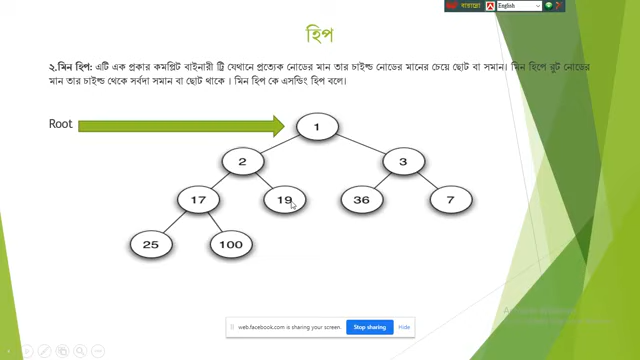 English
হিপ
২.মিন হিপ: এটি এক প্রকার কমপ্লিট বাইনারী ট্রি যেখানে প্রত্যেক নোডের মান তার চাইল্ড নোডের মানের চেয়ে ছোট বা সমান। মিন হিপে রুট নোডের
মান তার চাইল্ড থেকে সর্বদা সমান বা ছোট থাকে । মিন হিপ কে এসন্ডিং হিপ বলে।
Root
1
2
3
17
19
36
7
25
100
web.facebook.com is sharing your screen.
Stop sharing
Hide